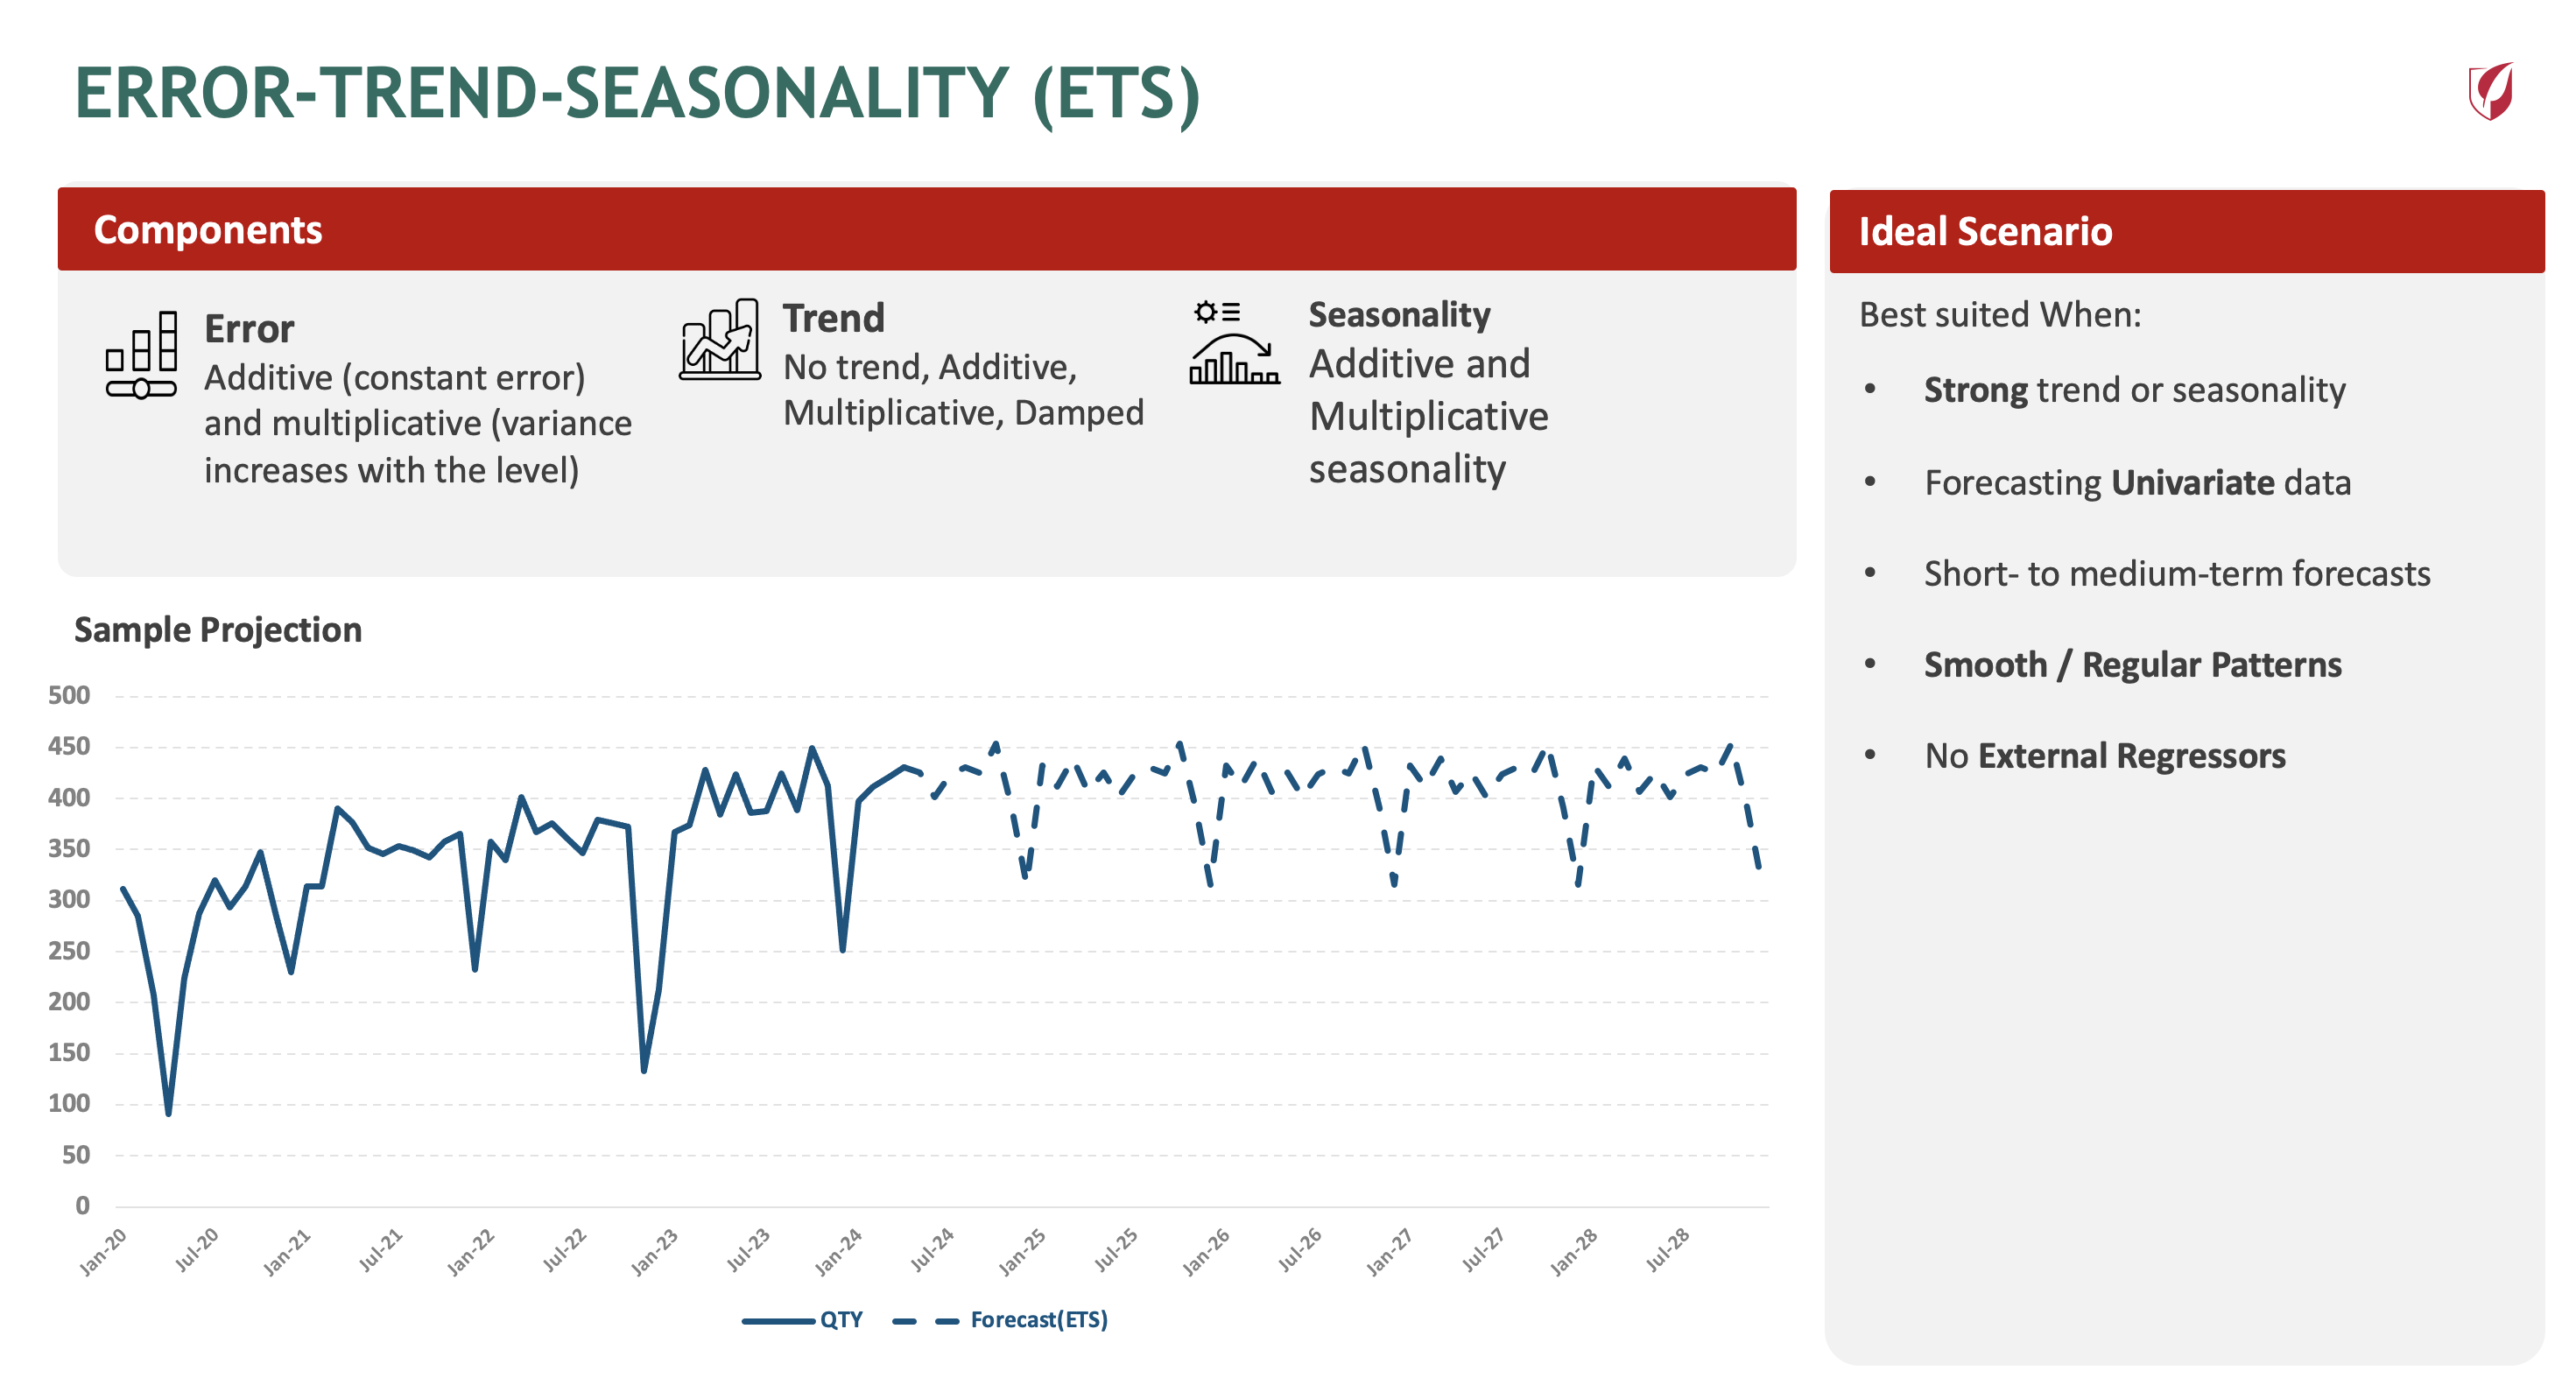 ERROR-TREND-SEASONALITY (ETS)
Components
Error
Additive (constant error)
and multiplicative (variance
increases with the level)
Trend
No trend, Additive,
Multiplicative, Damped
Seasonality
Additive and
Multiplicative
seasonality
Ideal Scenario
Best suited When:
• Strong trend or seasonality
• Forecasting Univariate data
• Short- to medium-term forecasts
• Smooth / Regular Patterns
• No External Regressors
Sample Projection
500
450
400
350
300
250
200
150
100
50
0
Jan-20
Jul-20
Jan-21
Jul-21
Jan-22
Jul-22
Jan-23
Jul-23
Jan-24
Jul-24
Jan-25
Jul-25
Jan-26
Jul-26
Jan-27
Jul-27
Jan-28
Jul-28
QTY
Forecast(ETS)